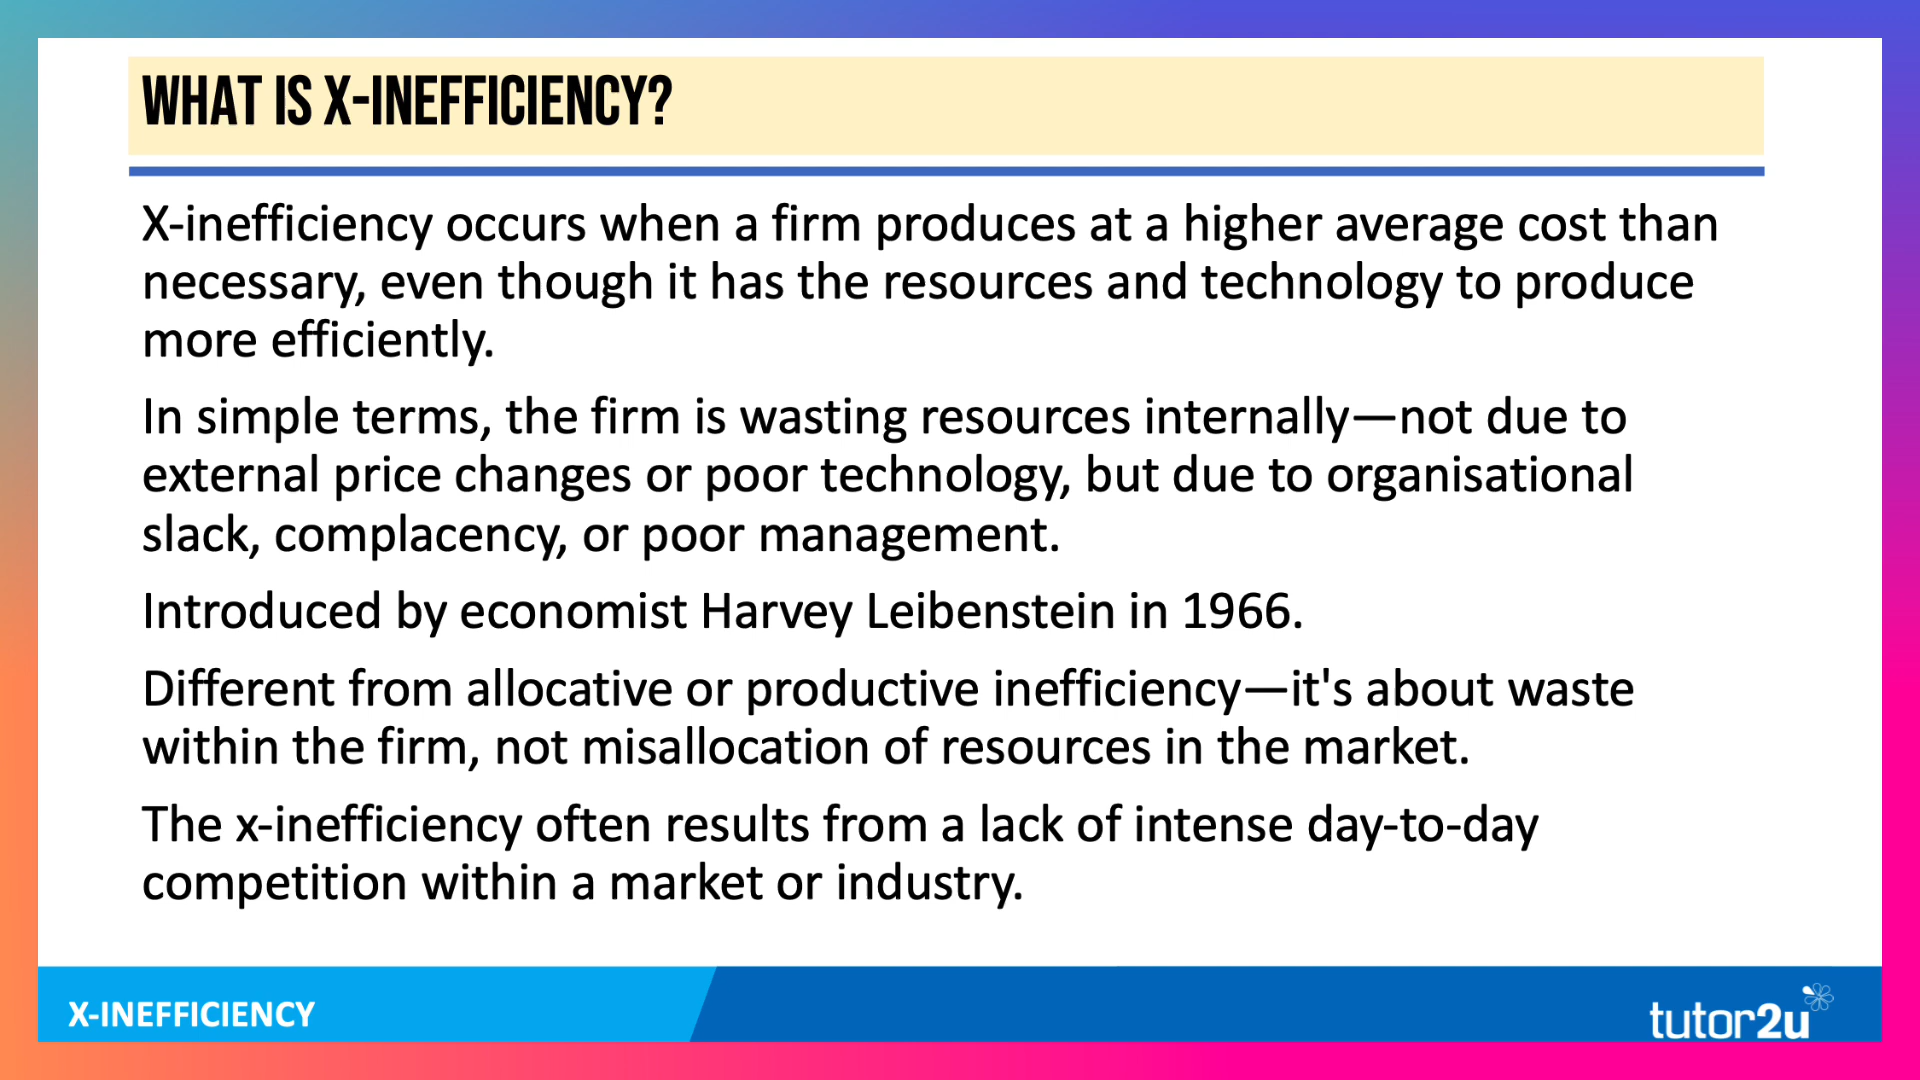 WHAT IS X-INEFFICIENCY?
X-inefficiency occurs when a firm produces at a higher average cost than
necessary, even though it has the resources and technology to produce
more efficiently.
In simple terms, the firm is wasting resources internally—not due to
external price changes or poor technology, but due to organisational
slack, complacency, or poor management.
Introduced by economist Harvey Leibenstein in 1966.
Different from allocative or productive inefficiency—it's about waste
within the firm, not misallocation of resources in the market.
The x-inefficiency often results from a lack of intense day-to-day
competition within a market or industry.
X-INEFFICIENCY
tutor2u